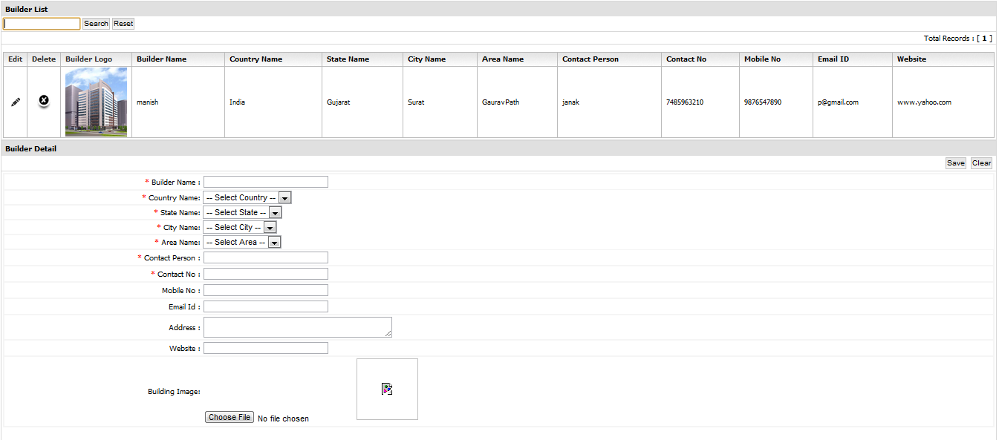 Builder List
Search Reset
Total Records : [ 1 ]
Edit Delete Builder Logo Builder Name Country Name State Name City Name Area Name Contact Person Contact No Mobile No Email ID Website
manish India Gujarat Surat GauravPath janak 7485963210 9876547890 p@gmail.com www.yahoo.com
Builder Detail
Save Clear
* Builder Name :
* Country Name: -- Select Country --
* State Name: -- Select State --
* City Name: -- Select City --
* Area Name: -- Select Area --
* Contact Person :
* Contact No :
Mobile No :
Email Id :
Address :
Website :
Building Image:
Choose File No file chosen